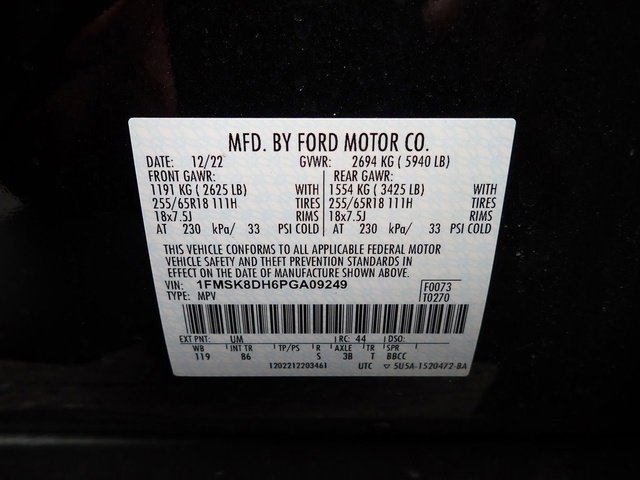 MFD. BY FORD MOTOR CO.
DATE: 12/22 GVWR: 2694 KG ( 5940 LB)
FRONT GAWR: REAR GAWR:
1191 KG ( 2625 LB) WITH 1554 KG ( 3425 LB) WITH
255/65R18 111H TIRES 255/65R18 111H TIRES
18x7.5J RIMS 18x7.5J RIMS
AT 230 kPa/ 33 PSI COLD AT 230 kPa/ 33 PSI COLD
THIS VEHICLE CONFORMS TO ALL APPLICABLE FEDERAL MOTOR
VEHICLE SAFETY AND THEFT PREVENTION STANDARDS IN
EFFECT ON THE DATE OF MANUFACTURE SHOWN ABOVE.
VIN: 1FMSK8DH6PGA09249 F0073
TYPE: MPV T0270
EXT PNT: UM RC: 44 DSO:
WB INT TR TP/PS R AXLE TR SPR
119 86 S 3B T BBCC
1202212203461 UTC ▽ 5U5A-1520472-BA